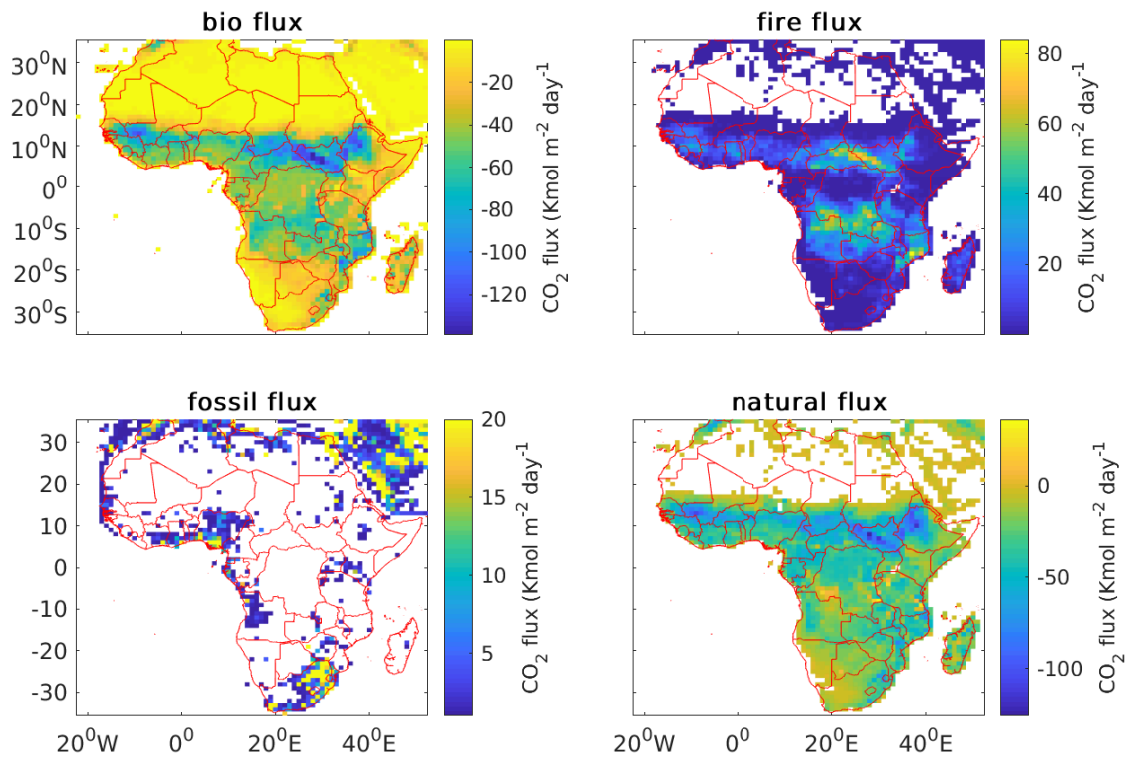 bio flux
30⁰N
20⁰N
10⁰N
0⁰
10⁰S
20⁰S
30⁰S
-20
-40
-60
-80
-100
-120
CO₂ flux (Kmol m⁻² day⁻¹)
fire flux
80
60
40
20
CO₂ flux (Kmol m⁻² day⁻¹)
fossil flux
30
20
10
0
-10
-20
-30
20⁰W 0⁰ 20⁰E 40⁰E
20
15
10
5
CO₂ flux (Kmol m⁻² day⁻¹)
natural flux
20⁰W 0⁰ 20⁰E 40⁰E
0
-50
-100
CO₂ flux (Kmol m⁻² day⁻¹)